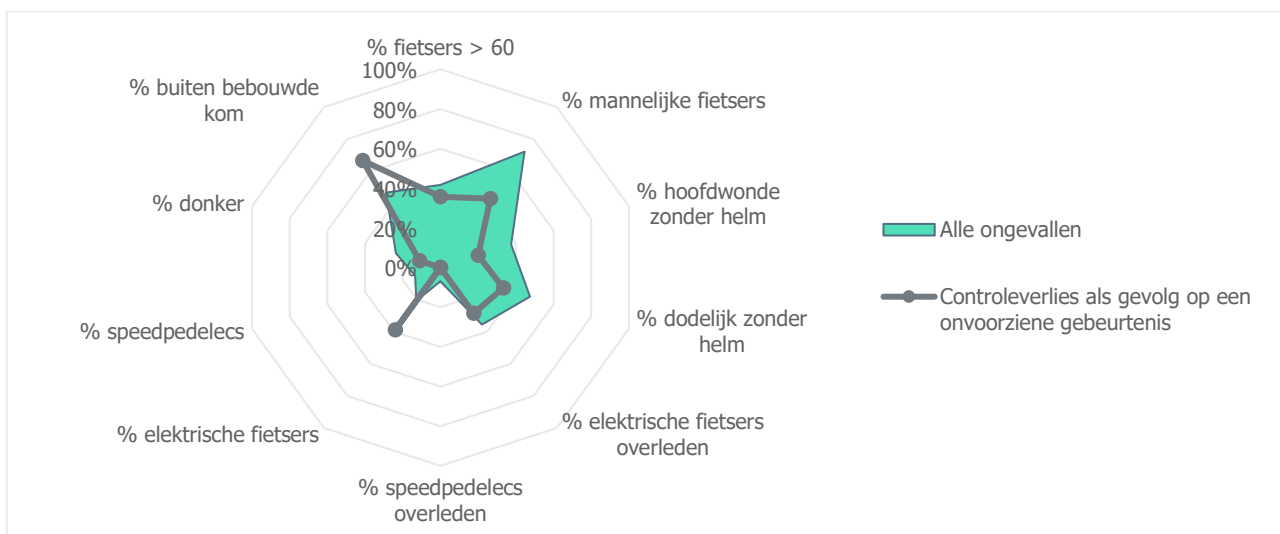 % fietsers > 60
100%
80%
60%
40%
20%
0%
% mannelijke fietsers
% hoofdwonde
zonder helm
% dodelijk zonder
helm
% elektrische fietsers
overleden
% speedpedelecs
overleden
% elektrische fietsers
% speedpedelecs
% donker
% buiten bebouwde
kom
Alle ongevallen
Controleverlies als gevolg op een
onvoorziene gebeurtenis